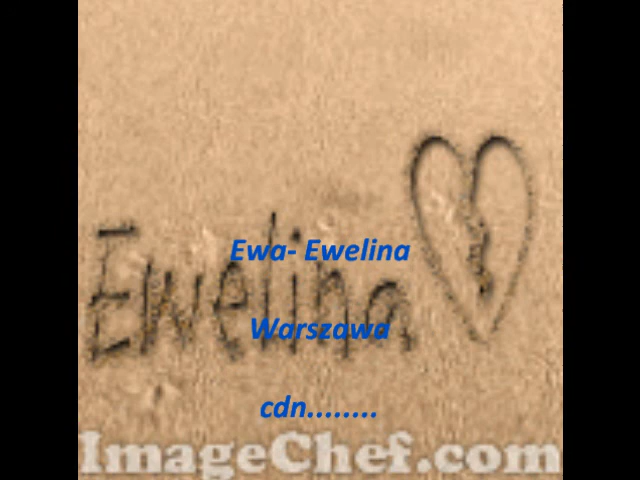 Ewelina
Ewa- Ewelina
Warszawa
cdn........
ImageChef.com